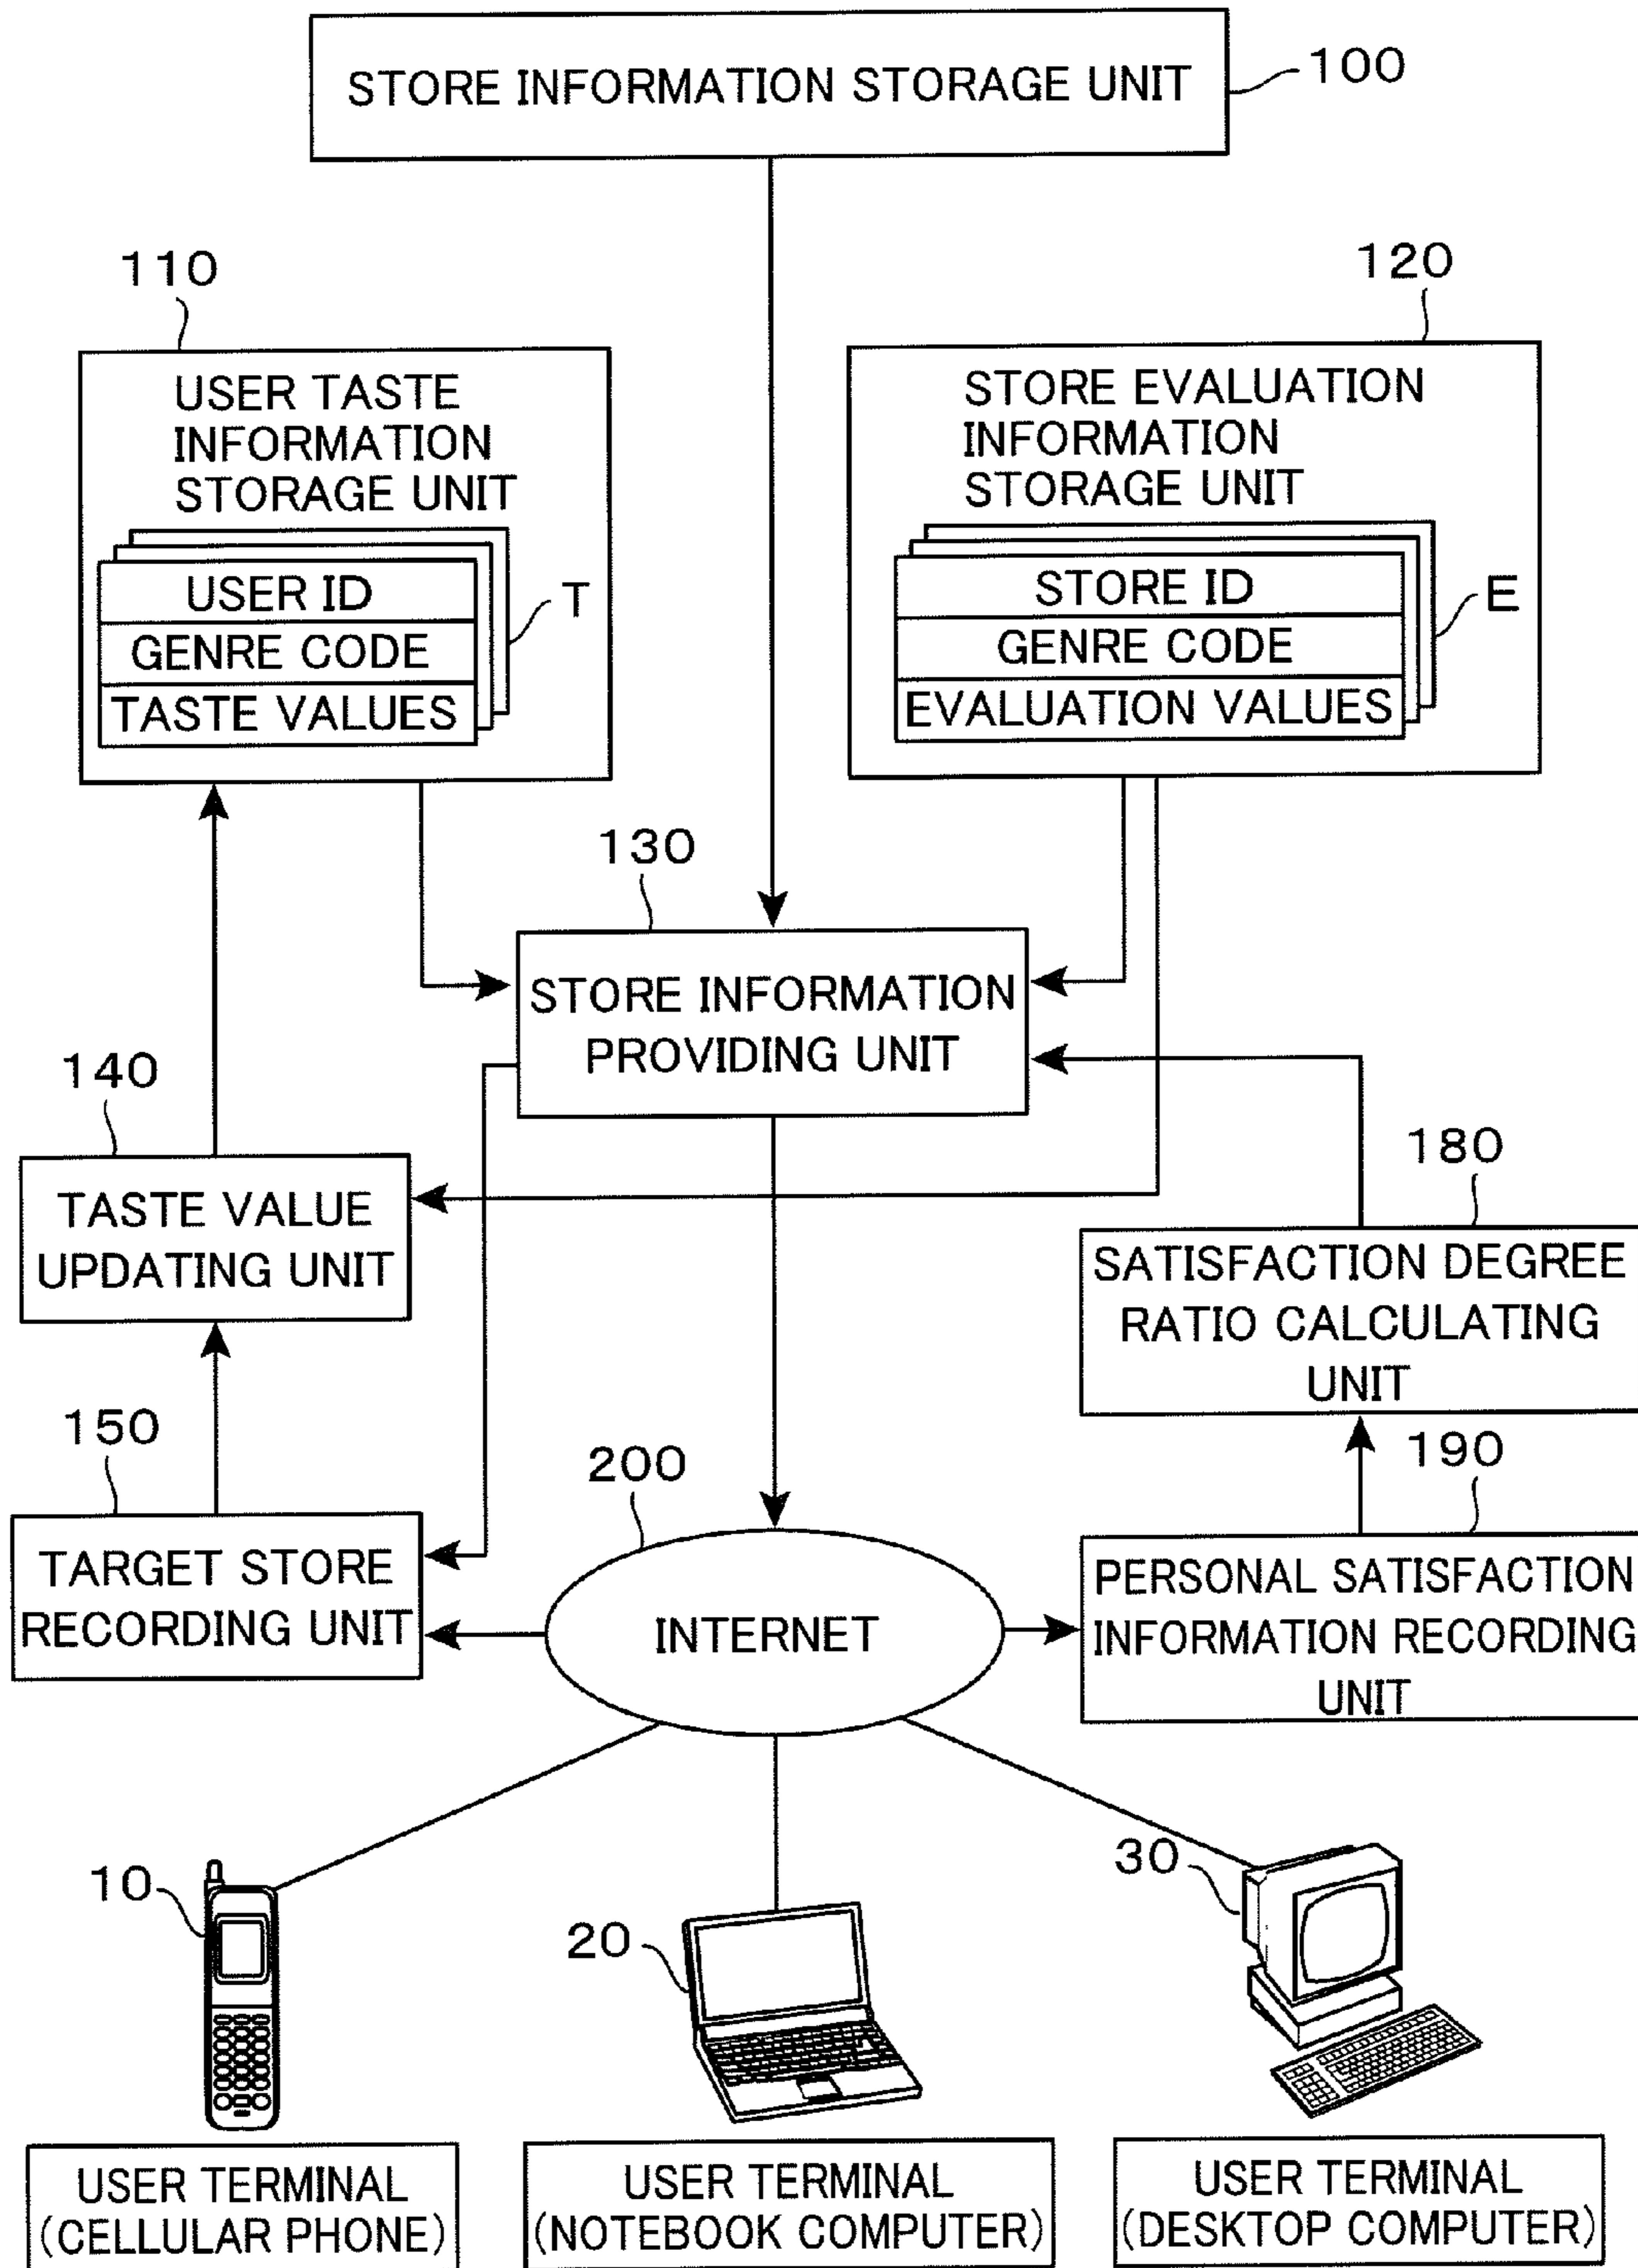 STORE INFORMATION STORAGE UNIT
100
110
USER TASTE
INFORMATION
STORAGE UNIT
USER ID
GENRE CODE
TASTE VALUES
T
120
STORE EVALUATION
INFORMATION
STORAGE UNIT
STORE ID
GENRE CODE
EVALUATION VALUES
E
130
STORE INFORMATION
PROVIDING UNIT
140
TASTE VALUE
UPDATING UNIT
180
SATISFACTION DEGREE
RATIO CALCULATING
UNIT
150
TARGET STORE
RECORDING UNIT
200
INTERNET
190
PERSONAL SATISFACTION
INFORMATION RECORDING
UNIT
10
20
30
USER TERMINAL
(CELLULAR PHONE)
USER TERMINAL
(NOTEBOOK COMPUTER)
USER TERMINAL
(DESKTOP COMPUTER)